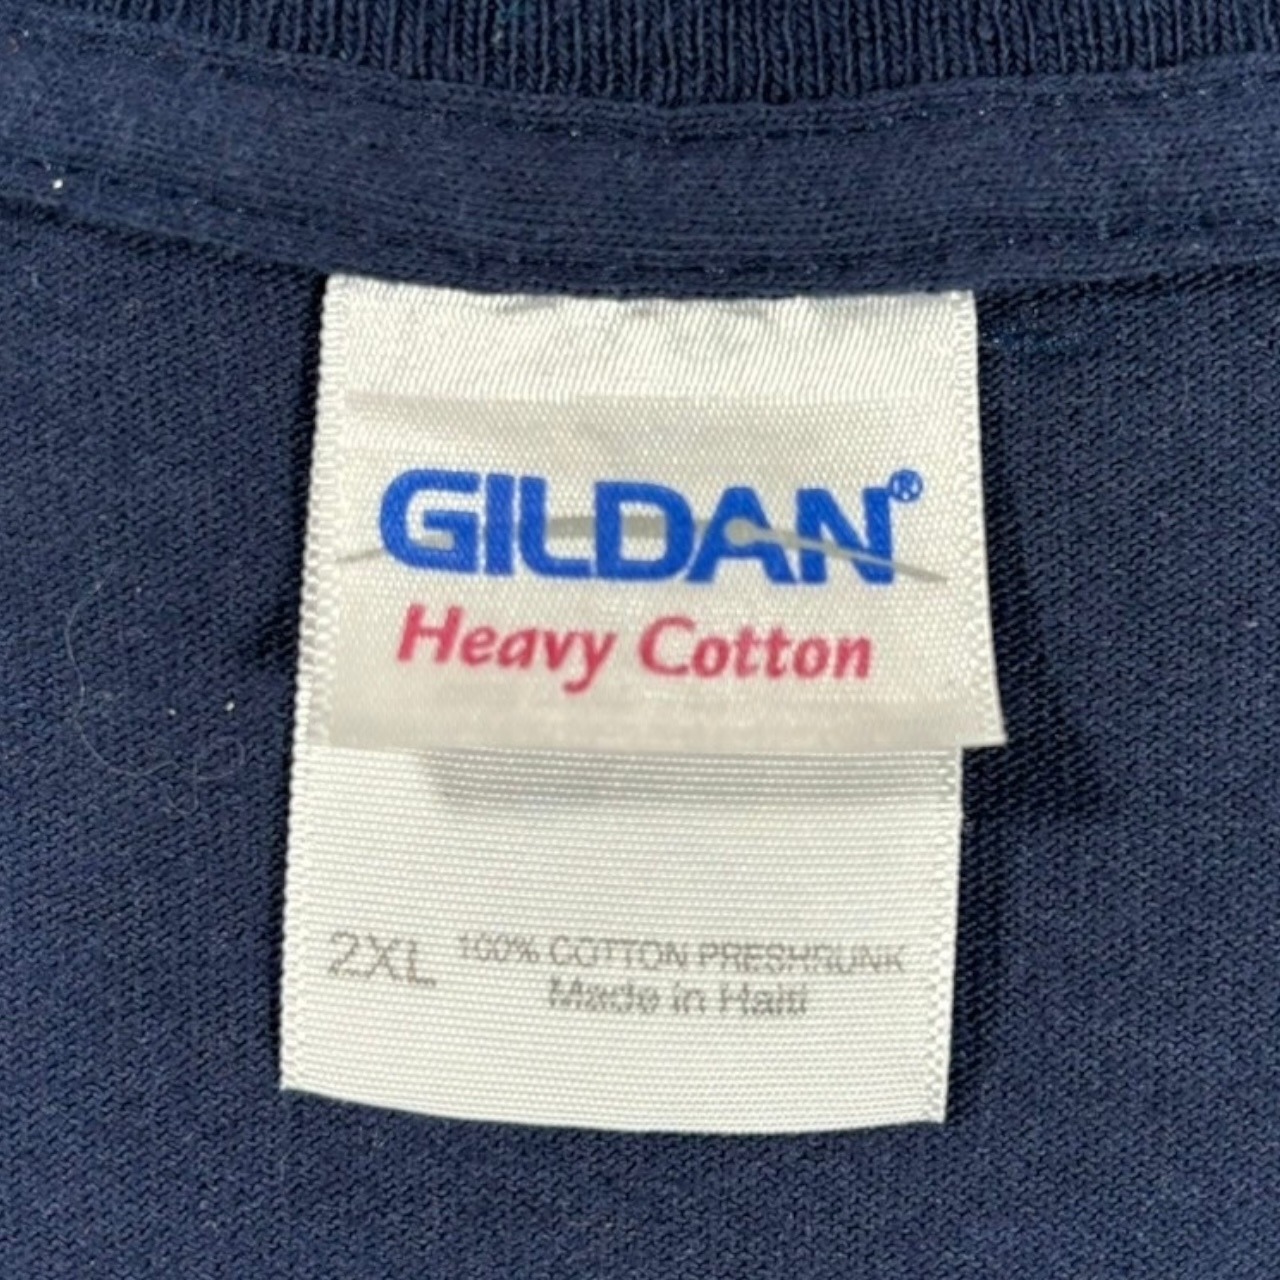 GILDAN®
Heavy Cotton
2XL 100% COTTON PRESHRUNK
Made in Haiti